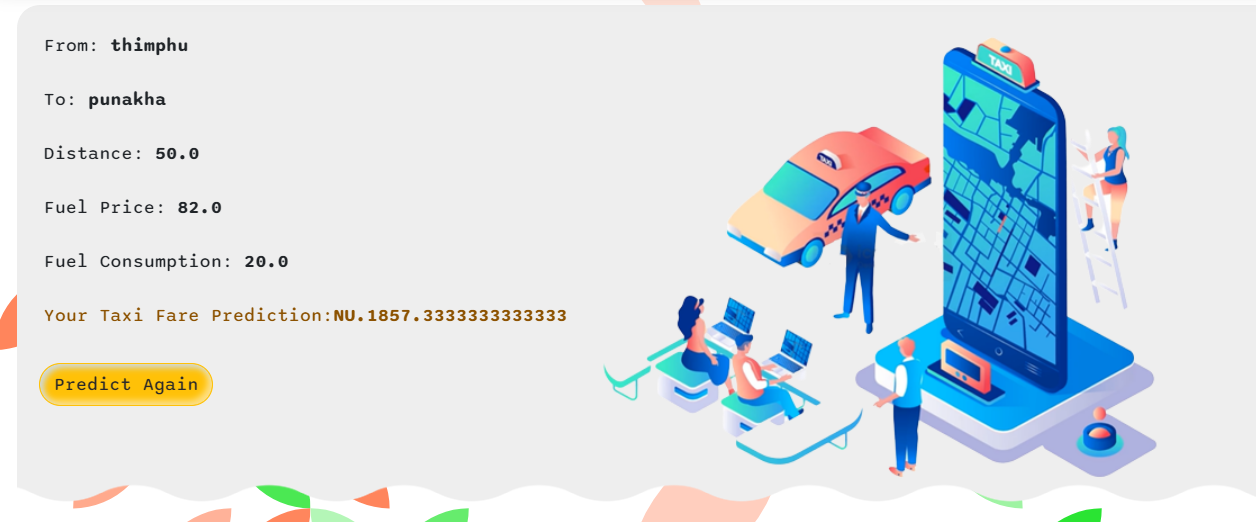 From: thimphu
To: punakha
Distance: 50.0
Fuel Price: 82.0
Fuel Consumption: 20.0
Your Taxi Fare Prediction:NU.1857.3333333333333
Predict Again
TAXI
TAXI